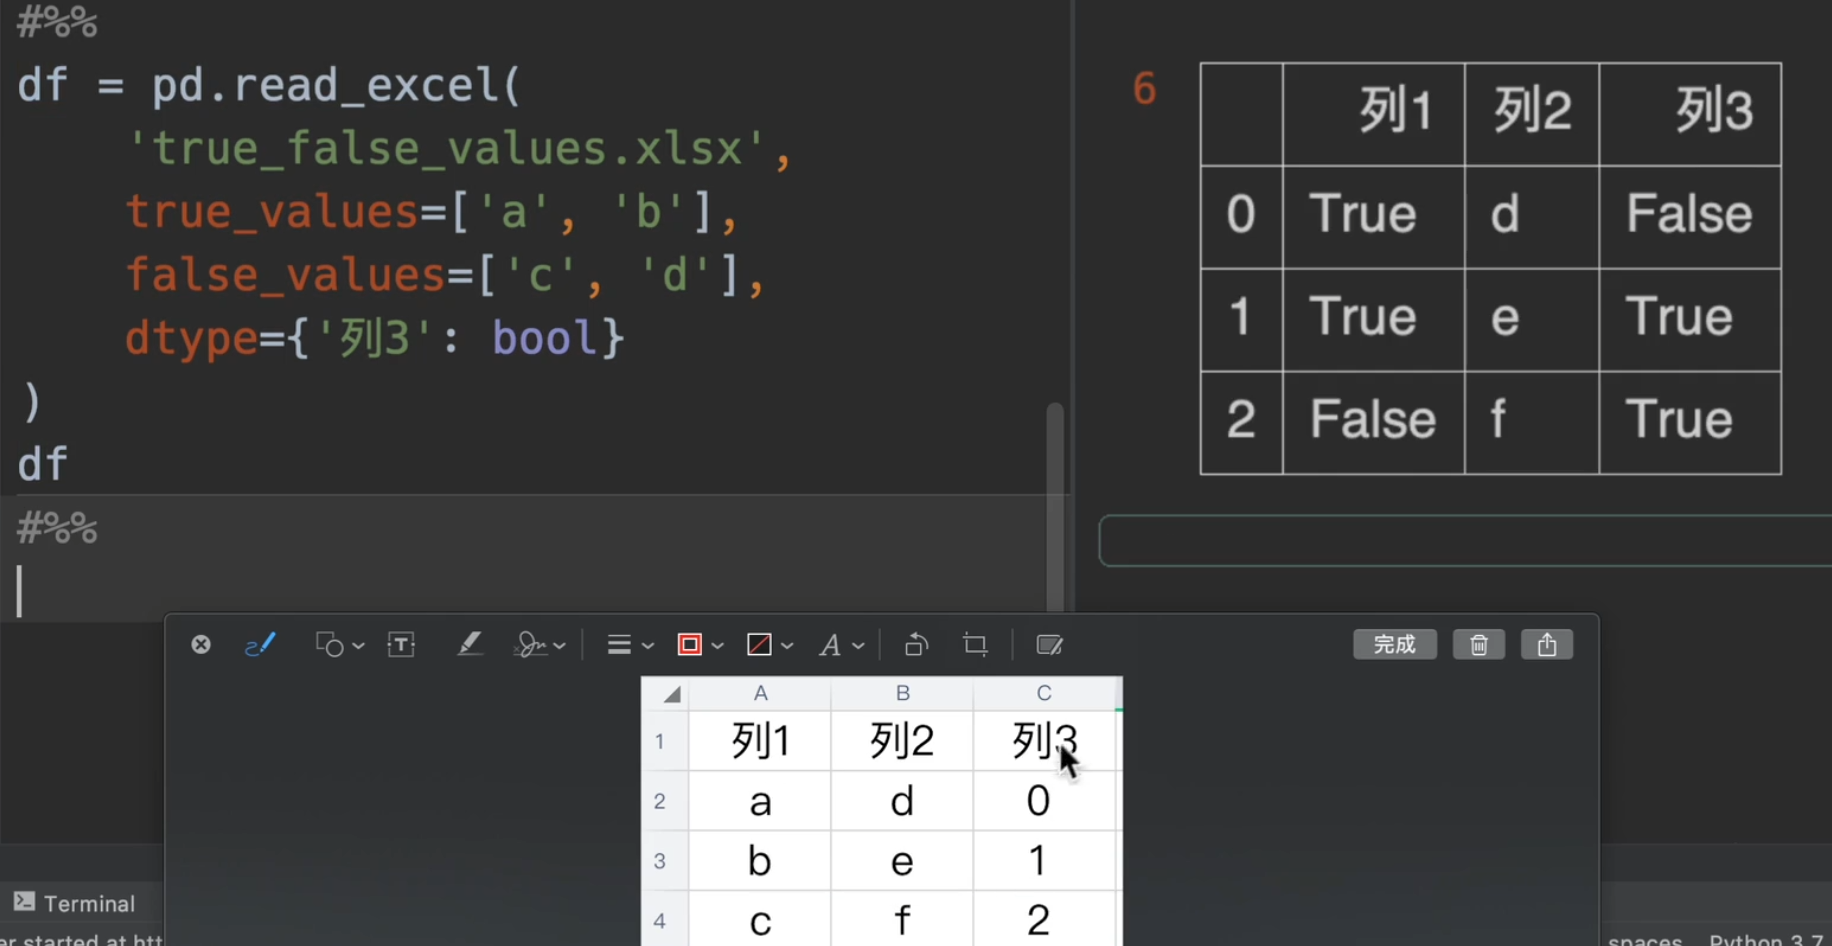 #%%
df = pd.read_excel(
'true_false_values.xlsx',
true_values=['a', 'b'],
false_values=['c', 'd'],
dtype={'列3': bool}
)
df
#%%
6
列1 列2 列3
0 True d False
1 True e True
2 False f True
完成
A B C
1 列1 列2 列3
2 a d 0
3 b e 1
4 c f 2
Terminal
er started at htt
spaces Python 3.7